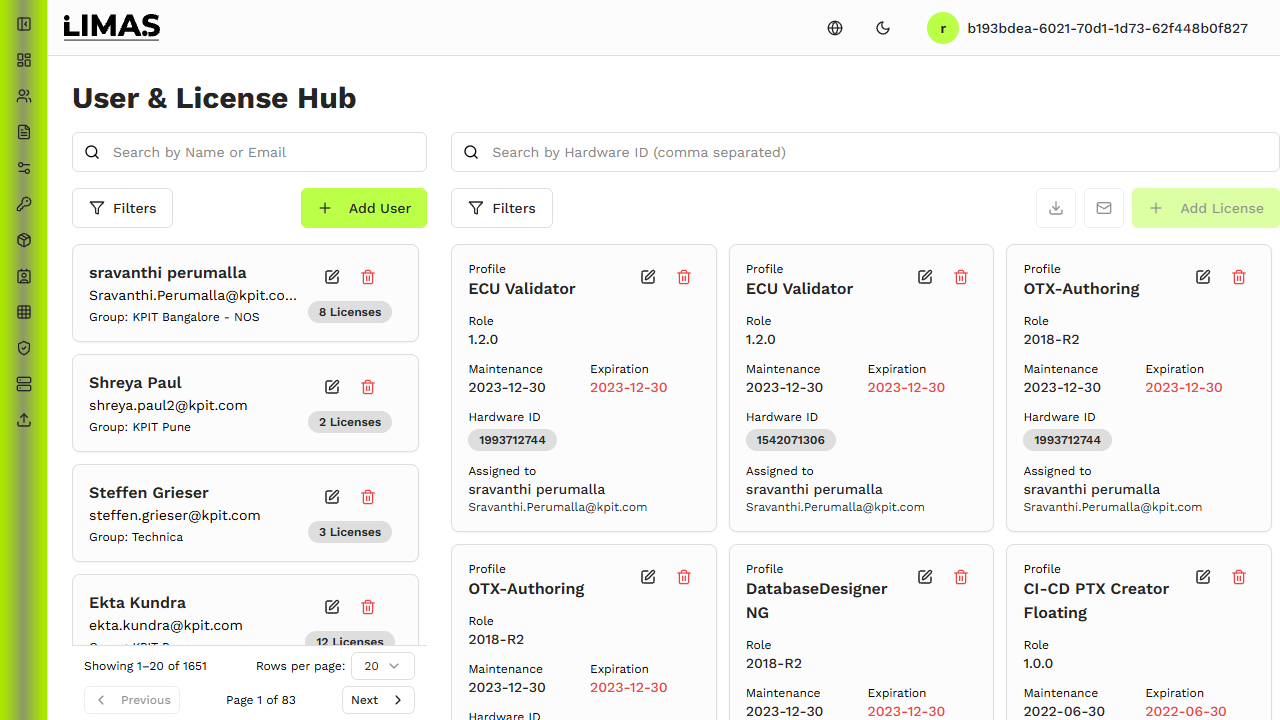 LIMAS
r b193bdea-6021-70d1-1d73-62f448b0f827
User & License Hub
Search by Name or Email
Filters
Add User
sravanthi perumalla
Sravanthi.Perumalla@kpit.co...
Group: KPIT Bangalore - NOS
8 Licenses
Shreya Paul
shreya.paul2@kpit.com
Group: KPIT Pune
2 Licenses
Steffen Grieser
steffen.grieser@kpit.com
Group: Technica
3 Licenses
Ekta Kundra
ekta.kundra@kpit.com
12 Licenses
Showing 1–20 of 1651
Rows per page: 20
Previous
Page 1 of 83
Next
Search by Hardware ID (comma separated)
Filters
Add License
Profile
ECU Validator
Role
1.2.0
Maintenance Expiration
2023-12-30 2023-12-30
Hardware ID
1993712744
Assigned to
sravanthi perumalla
Sravanthi.Perumalla@kpit.com
Profile
ECU Validator
Role
1.2.0
Maintenance Expiration
2023-12-30 2023-12-30
Hardware ID
1542071306
Assigned to
sravanthi perumalla
Sravanthi.Perumalla@kpit.com
Profile
OTX-Authoring
Role
2018-R2
Maintenance Expiration
2023-12-30 2023-12-30
Hardware ID
1993712744
Assigned to
sravanthi perumalla
Sravanthi.Perumalla@kpit.com
Profile
OTX-Authoring
Role
2018-R2
Maintenance Expiration
2023-12-30 2023-12-30
Hardware ID
Profile
DatabaseDesigner
NG
Role
2018-R2
Maintenance Expiration
2023-12-30 2023-12-30
Profile
CI-CD PTX Creator
Floating
Role
1.0.0
Maintenance Expiration
2022-06-30 2022-06-30